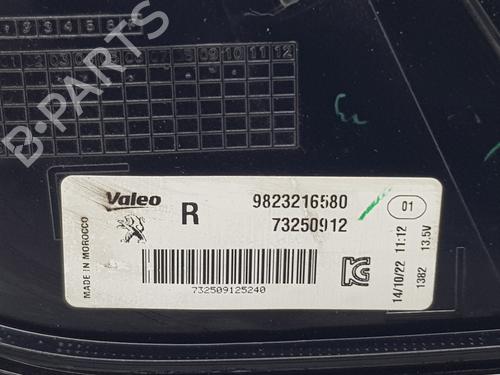 B-PARTS
Valeo
R
9823216580
73250912
01
MADE IN MOROCCO
732509125240
14/10/22 11:12
1382 13,5V